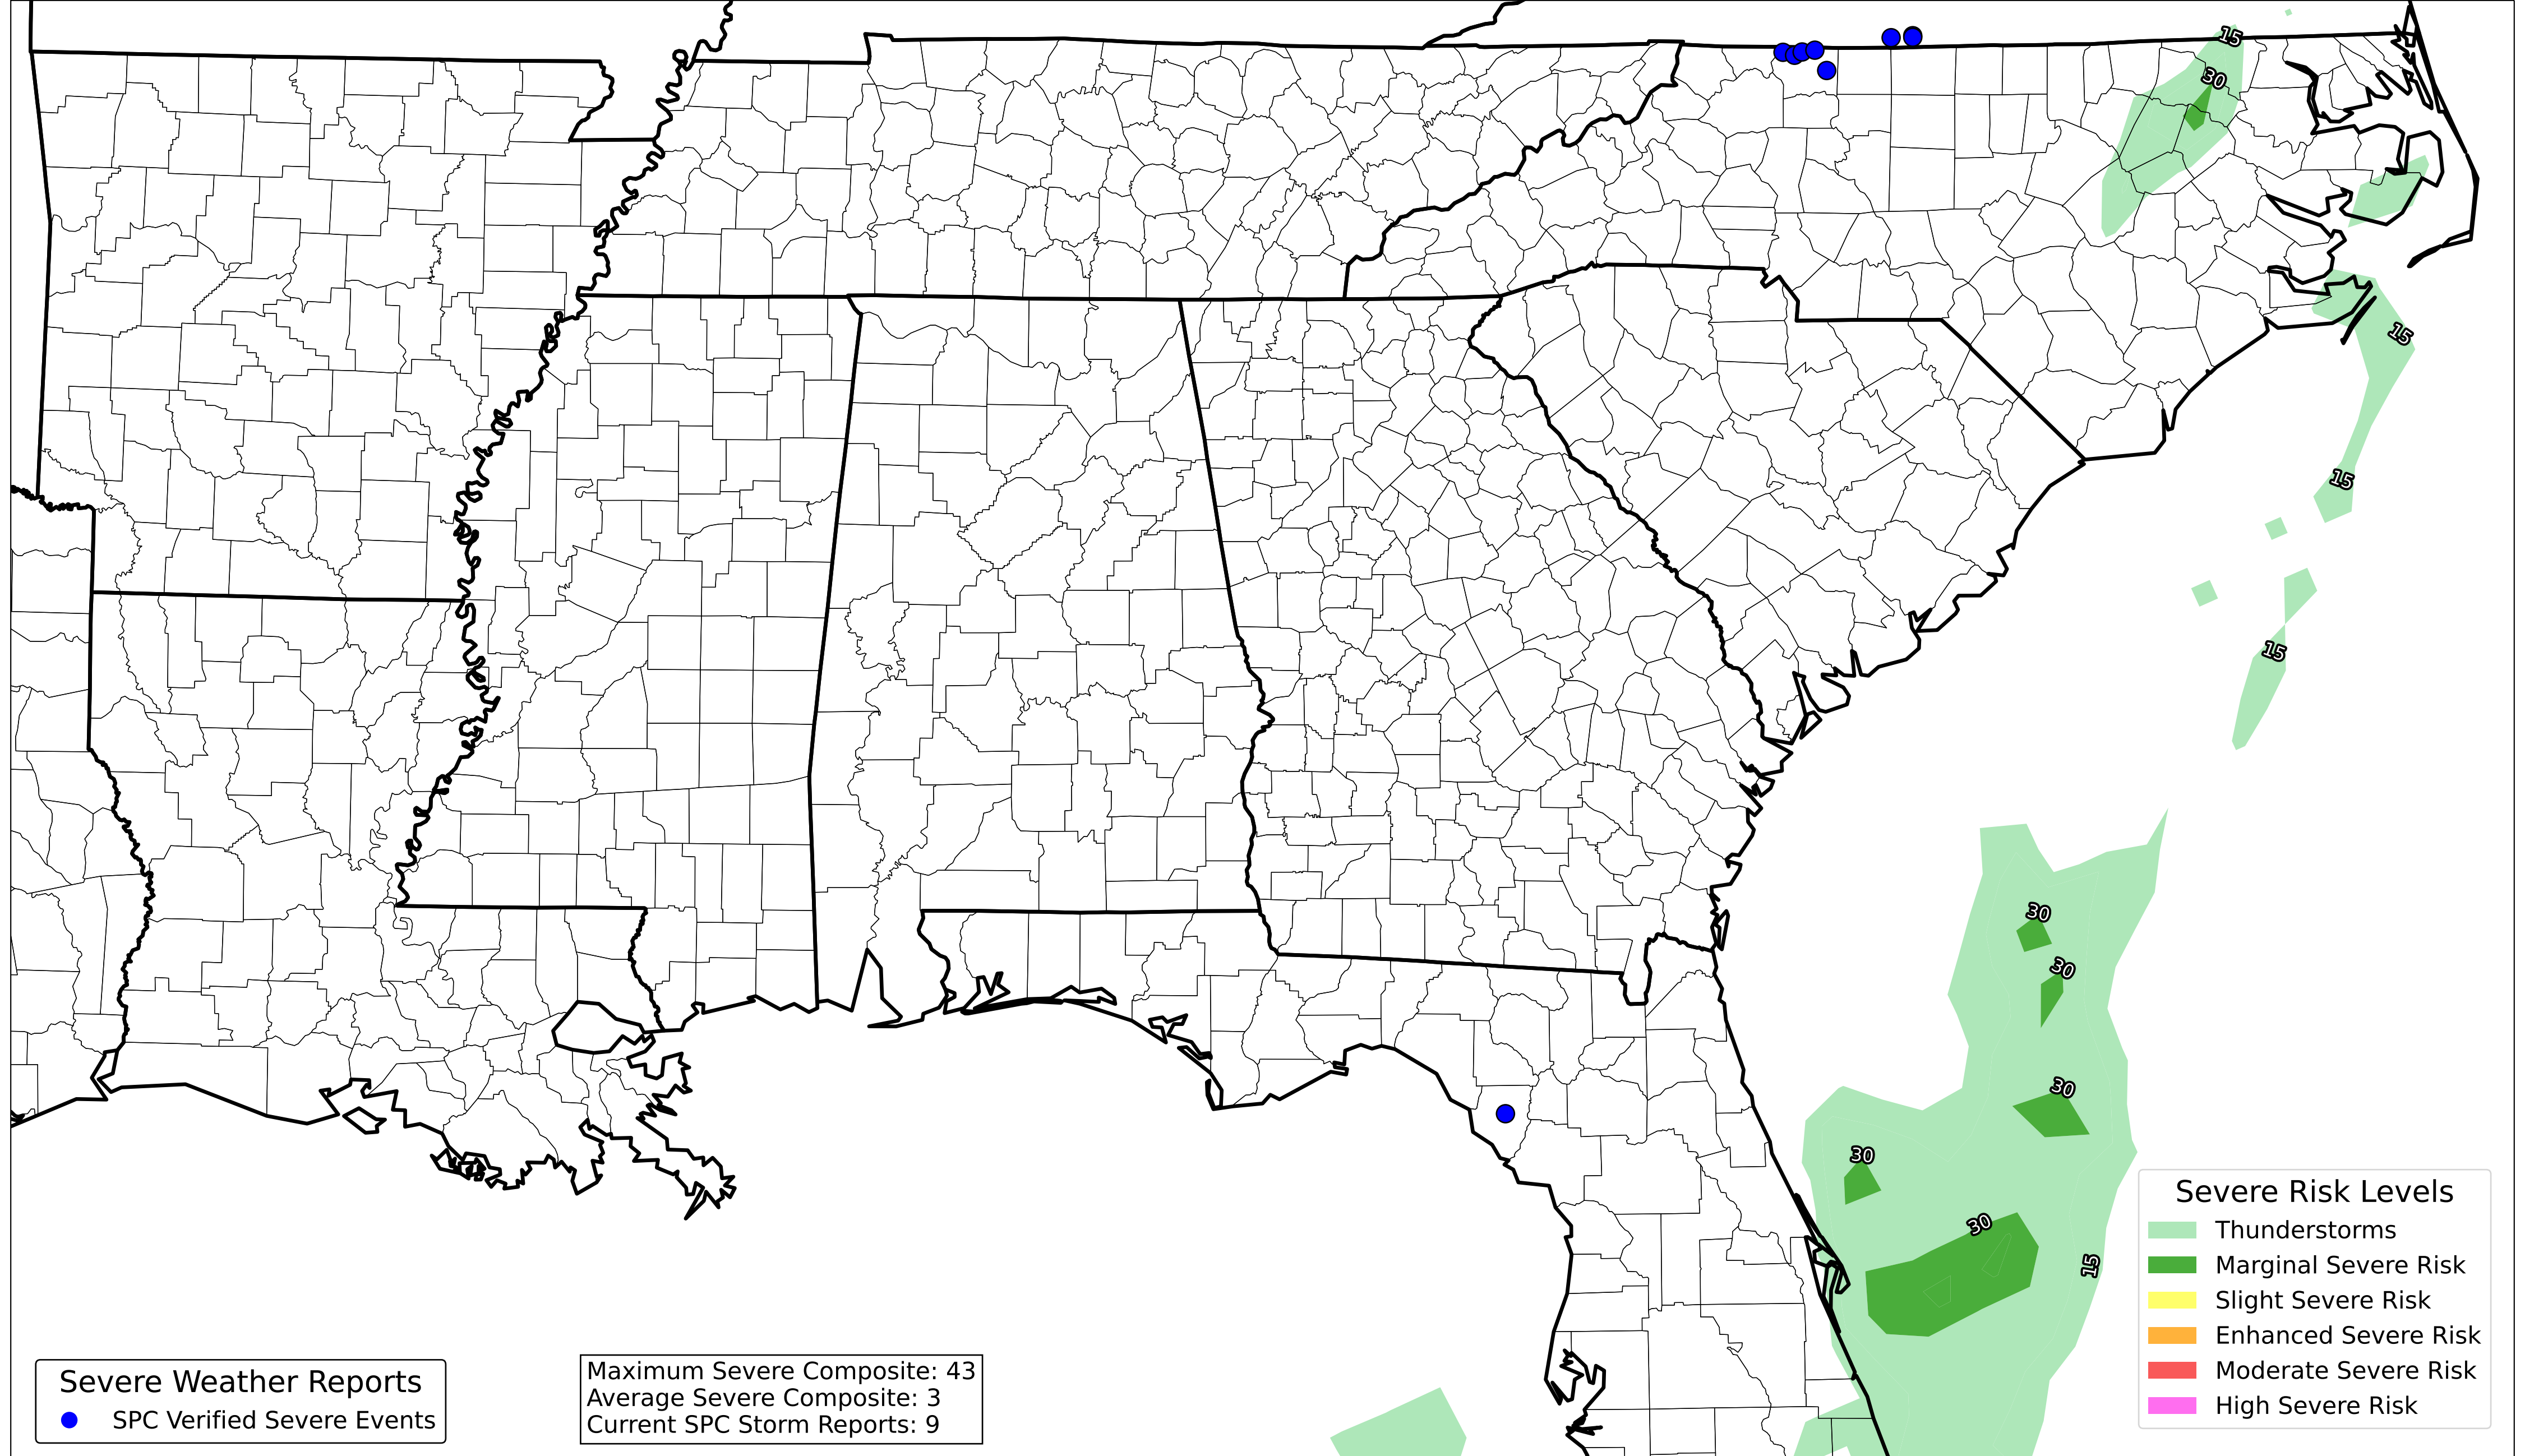 15
30
15
15
15
30
30
30
30
30
15
Severe Risk Levels
Thunderstorms
Marginal Severe Risk
Slight Severe Risk
Enhanced Severe Risk
Moderate Severe Risk
High Severe Risk
Severe Weather Reports
SPC Verified Severe Events
Maximum Severe Composite: 43
Average Severe Composite: 3
Current SPC Storm Reports: 9